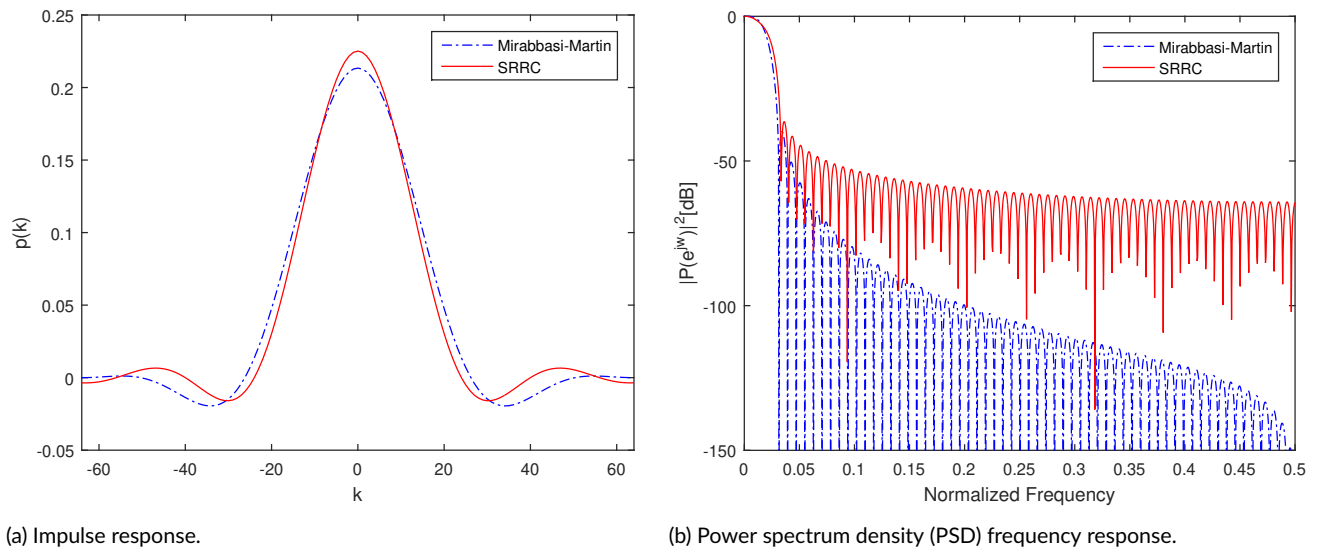 Mirabbasi-Martin
SRRC
p(k)
0.2
0.15
0.1
0.05
0
-0.05
-60
-40
-20
0
20
40
60
k
(a) Impulse response.
Mirabbasi-Martin
SRRC
|P(e^{jw})|^2[dB]
0
-50
-100
-150
0
0.05
0.1
0.15
0.2
0.25
0.3
0.35
0.4
0.45
0.5
Normalized Frequency
(b) Power spectrum density (PSD) frequency response.